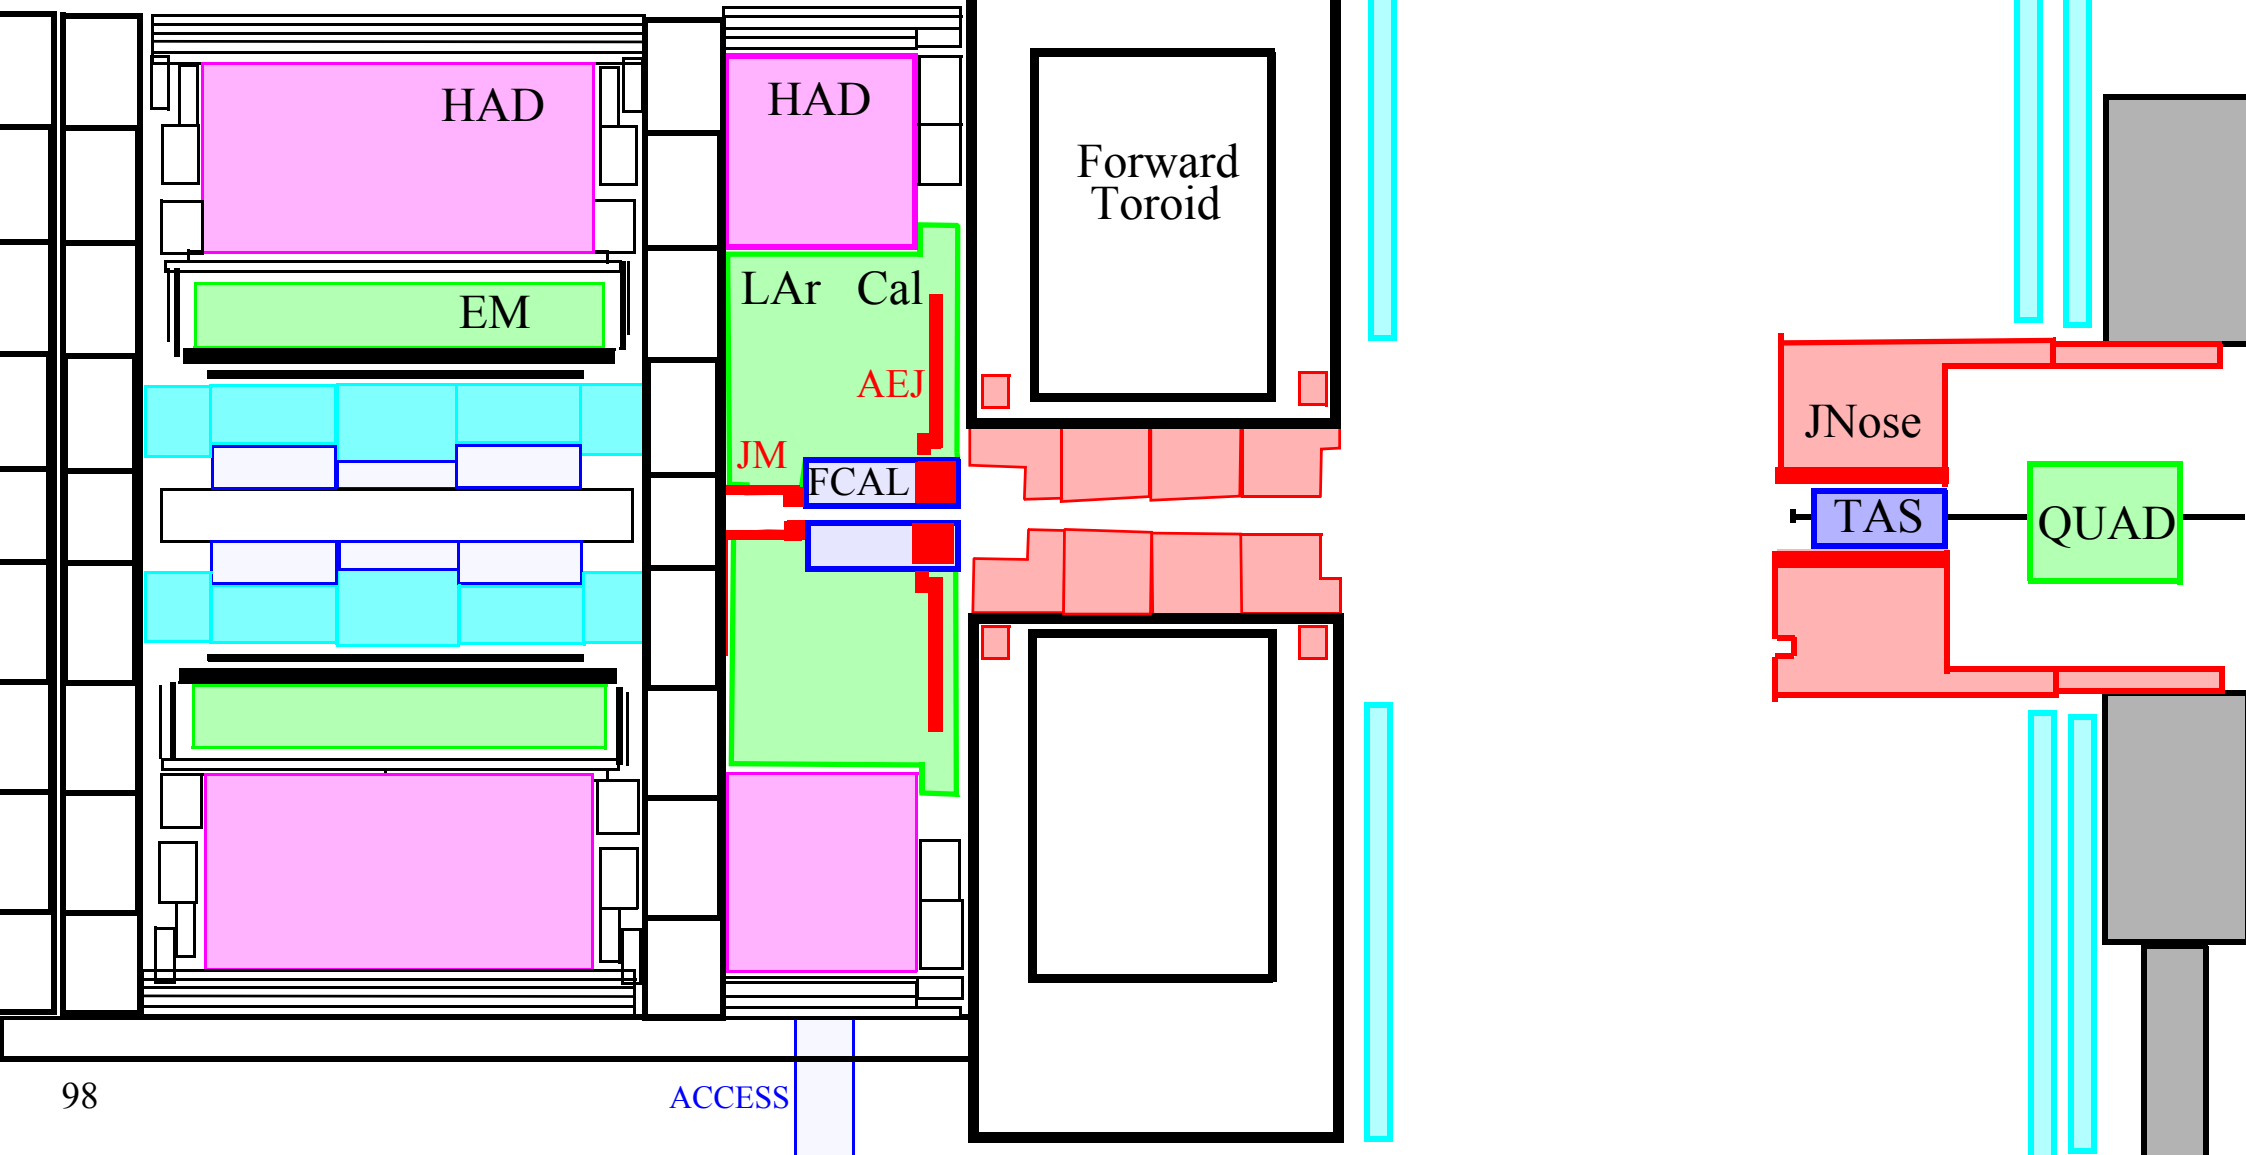 HAD
HAD
Forward
Toroid
LAr Cal
EM
AEJ
JM
FCAL
JNose
TAS
QUAD
98
ACCESS